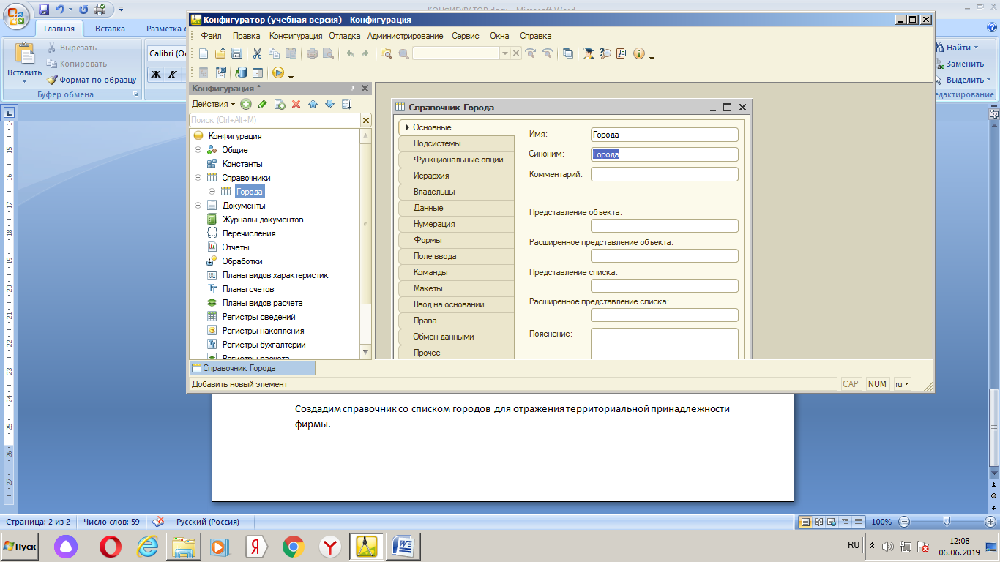 КОНФИГУРАТОР.docx - Microsoft Word
Главная Вставка Разметка
Вырезать
Копировать
Формат по образцу
Вставить
Буфер обмена
Calibri (Ос
Ж К
Найти
Заменить
Выделить
едактирование
Конфигуратор (учебная версия) - Конфигурация
Файл Правка Конфигурация Отладка Администрирование Сервис Окна Справка
Конфигурация *
Действия
Поиск (Ctrl+Alt+M)
Конфигурация
Общие
Константы
Справочники
Города
Документы
Журналы документов
Перечисления
Отчеты
Обработки
Планы видов характеристик
Планы счетов
Планы видов расчета
Регистры сведений
Регистры накопления
Регистры бухгалтерии
Регистры расчета
Справочник Города
Основные
Подсистемы
Функциональные опции
Иерархия
Владельцы
Данные
Нумерация
Формы
Поле ввода
Команды
Макеты
Ввод на основании
Права
Обмен данными
Прочее
Имя: Города
Синоним: Города
Комментарий:
Представление объекта:
Расширенное представление объекта:
Представление списка:
Расширенное представление списка:
Пояснение:
Справочник Города
Добавить новый элемент
CAP NUM ru
Создадим справочник со списком городов для отражения территориальной принадлежности
фирмы.
Страница: 2 из 2 Число слов: 59 Русский (Россия) 100%
Пуск
RU
12:08
06.06.2019